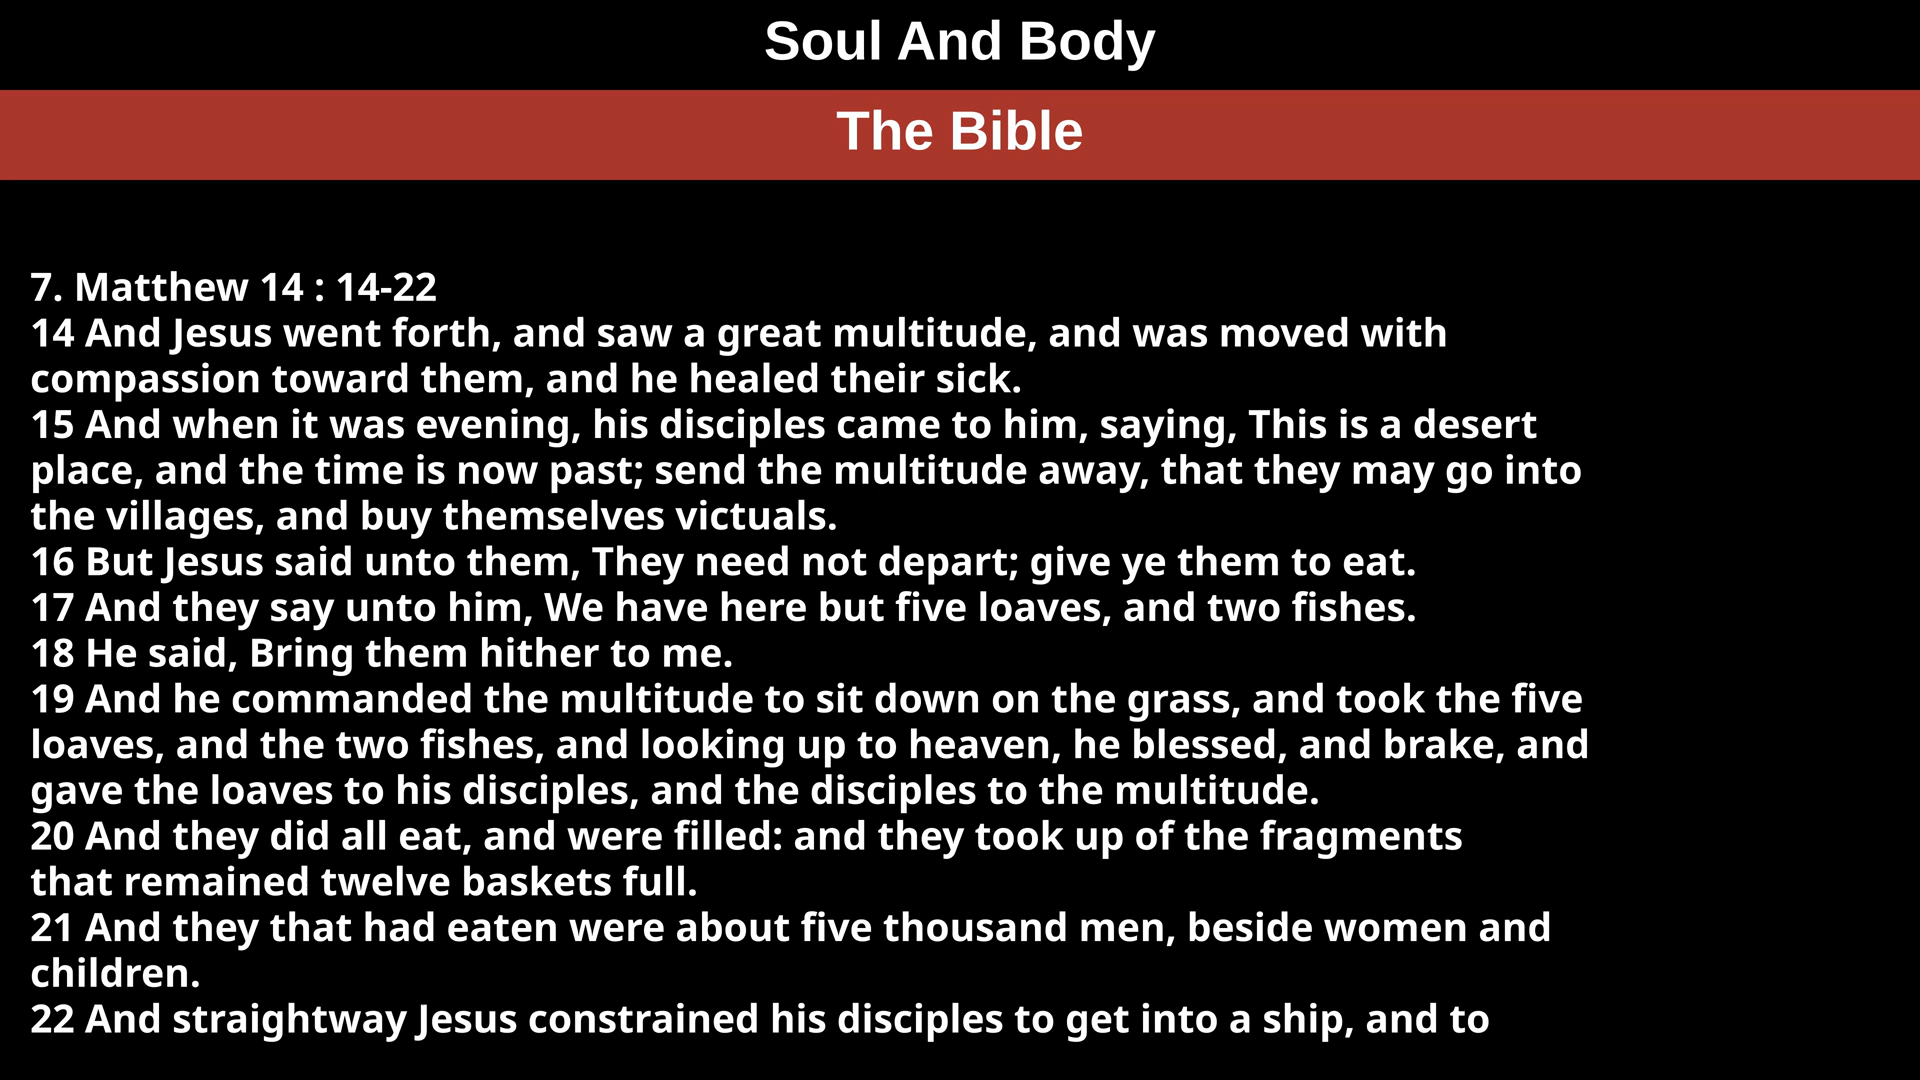 Soul And Body
The Bible
7. Matthew 14 : 14-22
14 And Jesus went forth, and saw a great multitude, and was moved with
compassion toward them, and he healed their sick.
15 And when it was evening, his disciples came to him, saying, This is a desert
place, and the time is now past; send the multitude away, that they may go into
the villages, and buy themselves victuals.
16 But Jesus said unto them, They need not depart; give ye them to eat.
17 And they say unto him, We have here but five loaves, and two fishes.
18 He said, Bring them hither to me.
19 And he commanded the multitude to sit down on the grass, and took the five
loaves, and the two fishes, and looking up to heaven, he blessed, and brake, and
gave the loaves to his disciples, and the disciples to the multitude.
20 And they did all eat, and were filled: and they took up of the fragments
that remained twelve baskets full.
21 And they that had eaten were about five thousand men, beside women and
children.
22 And straightway Jesus constrained his disciples to get into a ship, and to